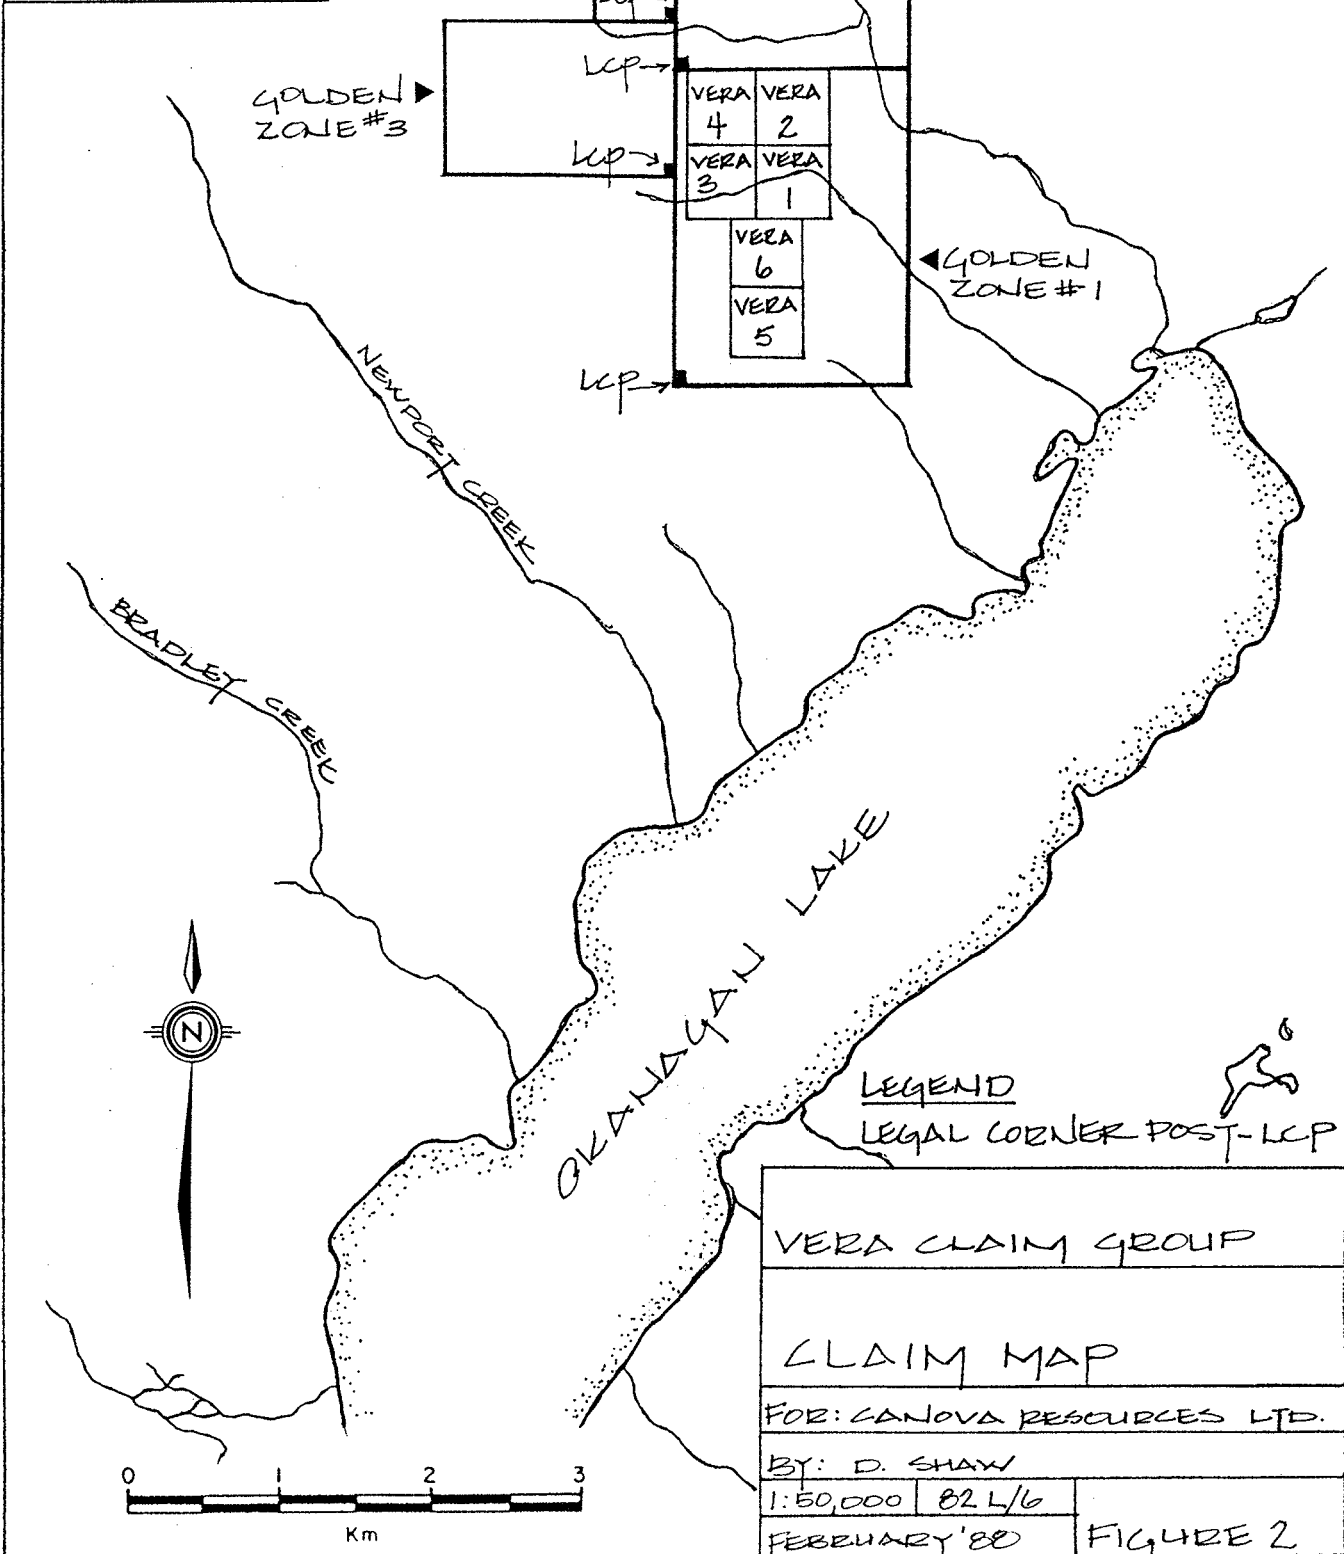 Lcp
GOLDEN
ZONE #3
Lcp
VERA
4
VERA
2
VERA
3
VERA
1
VERA
6
VERA
5
GOLDEN
ZONE #1
Lcp
NEWPORT CREEK
BRADLEY CREEK
OKANAGAN LAKE
N
LEGEND
LEGAL CORNER POST-LCP
VERA CLAIM GROUP
CLAIM MAP
FOR: CANOVA RESOURCES LTD.
BY: D. SHAW
1:50,000 82 L/6
FEBRUARY '88 FIGURE 2
0 1 2 3
Km